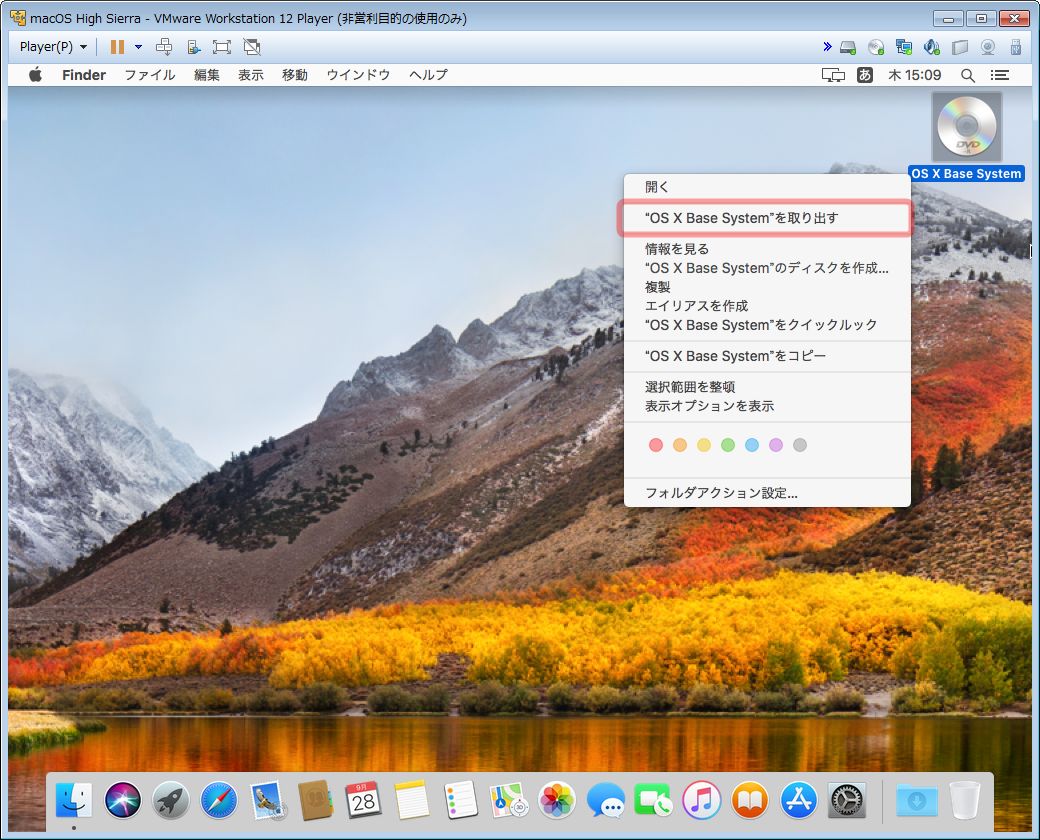 macOS High Sierra - VMware Workstation 12 Player (非営利目的の使用のみ)
Player(P)
Finder ファイル 編集 表示 移動 ウインドウ ヘルプ あ 木 15:09
DVD
OS X Base System
開く
“OS X Base System”を取り出す
情報を見る
“OS X Base System”のディスクを作成...
複製
エイリアスを作成
“OS X Base System”をクイックルック
“OS X Base System”をコピー
選択範囲を整頓
表示オプションを表示
フォルダアクション設定...
9月
28